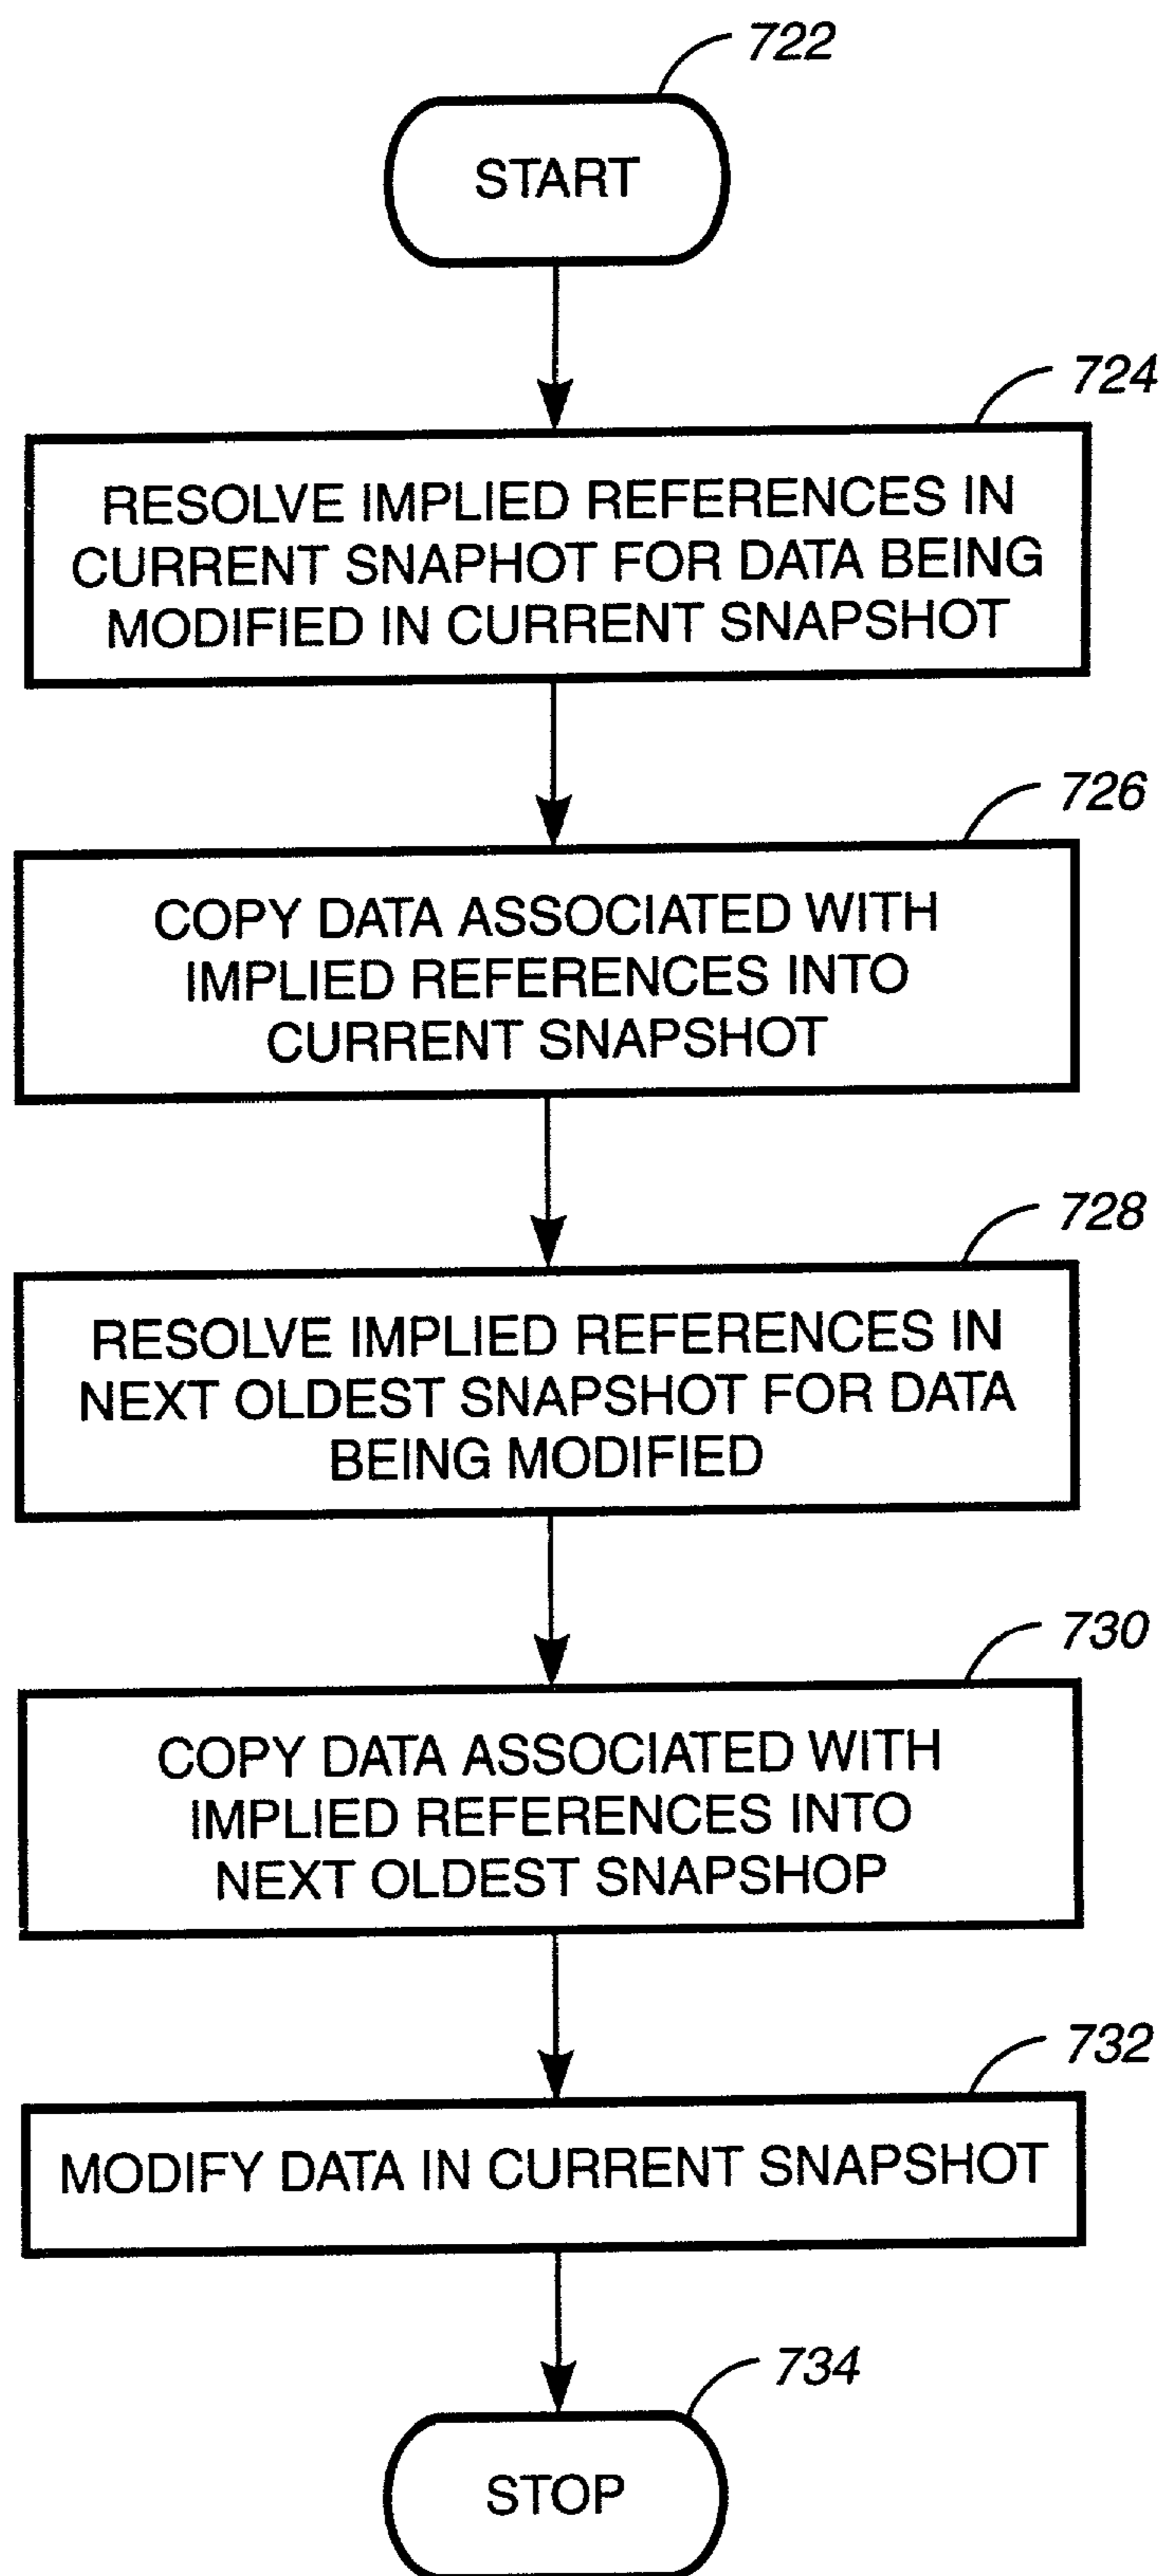 722
START
724
RESOLVE IMPLIED REFERENCES IN
CURRENT SNAPHOT FOR DATA BEING
MODIFIED IN CURRENT SNAPSHOT
726
COPY DATA ASSOCIATED WITH
IMPLIED REFERENCES INTO
CURRENT SNAPSHOT
728
RESOLVE IMPLIED REFERENCES IN
NEXT OLDEST SNAPSHOT FOR DATA
BEING MODIFIED
730
COPY DATA ASSOCIATED WITH
IMPLIED REFERENCES INTO
NEXT OLDEST SNAPSHOP
732
MODIFY DATA IN CURRENT SNAPSHOT
734
STOP